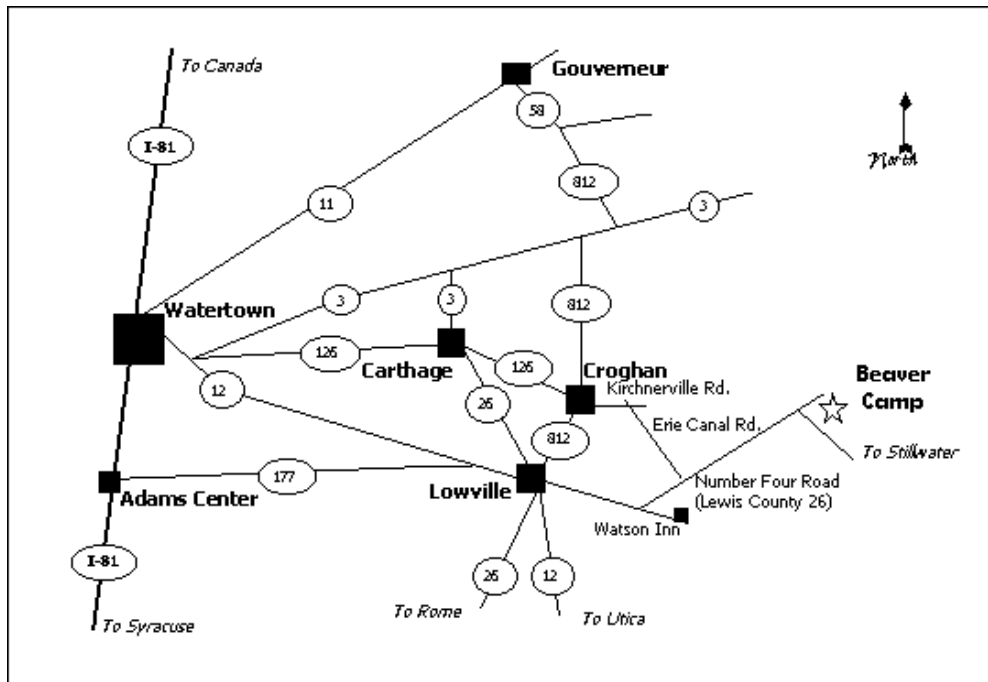 To Canada
Gouverneur
58
I-81
North
812
11
3
3
3
812
Watertown
126
Carthage
126
Croghan
Kirchnerville Rd.
Beaver
Camp
12
26
Erie Canal Rd.
812
To Stillwater
177
Adams Center
Lowville
Number Four Road
(Lewis County 26)
Watson Inn
I-81
26
12
To Rome
To Utica
To Syracuse